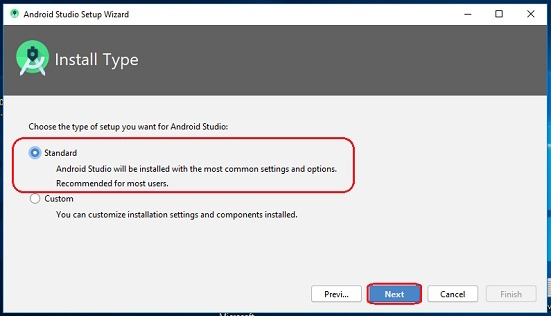 Android Studio Setup Wizard
Install Type
Choose the type of setup you want for Android Studio:
Standard
Android Studio will be installed with the most common settings and options.
Recommended for most users.
Custom
You can customize installation settings and components installed.
Previ... Next Cancel Finish